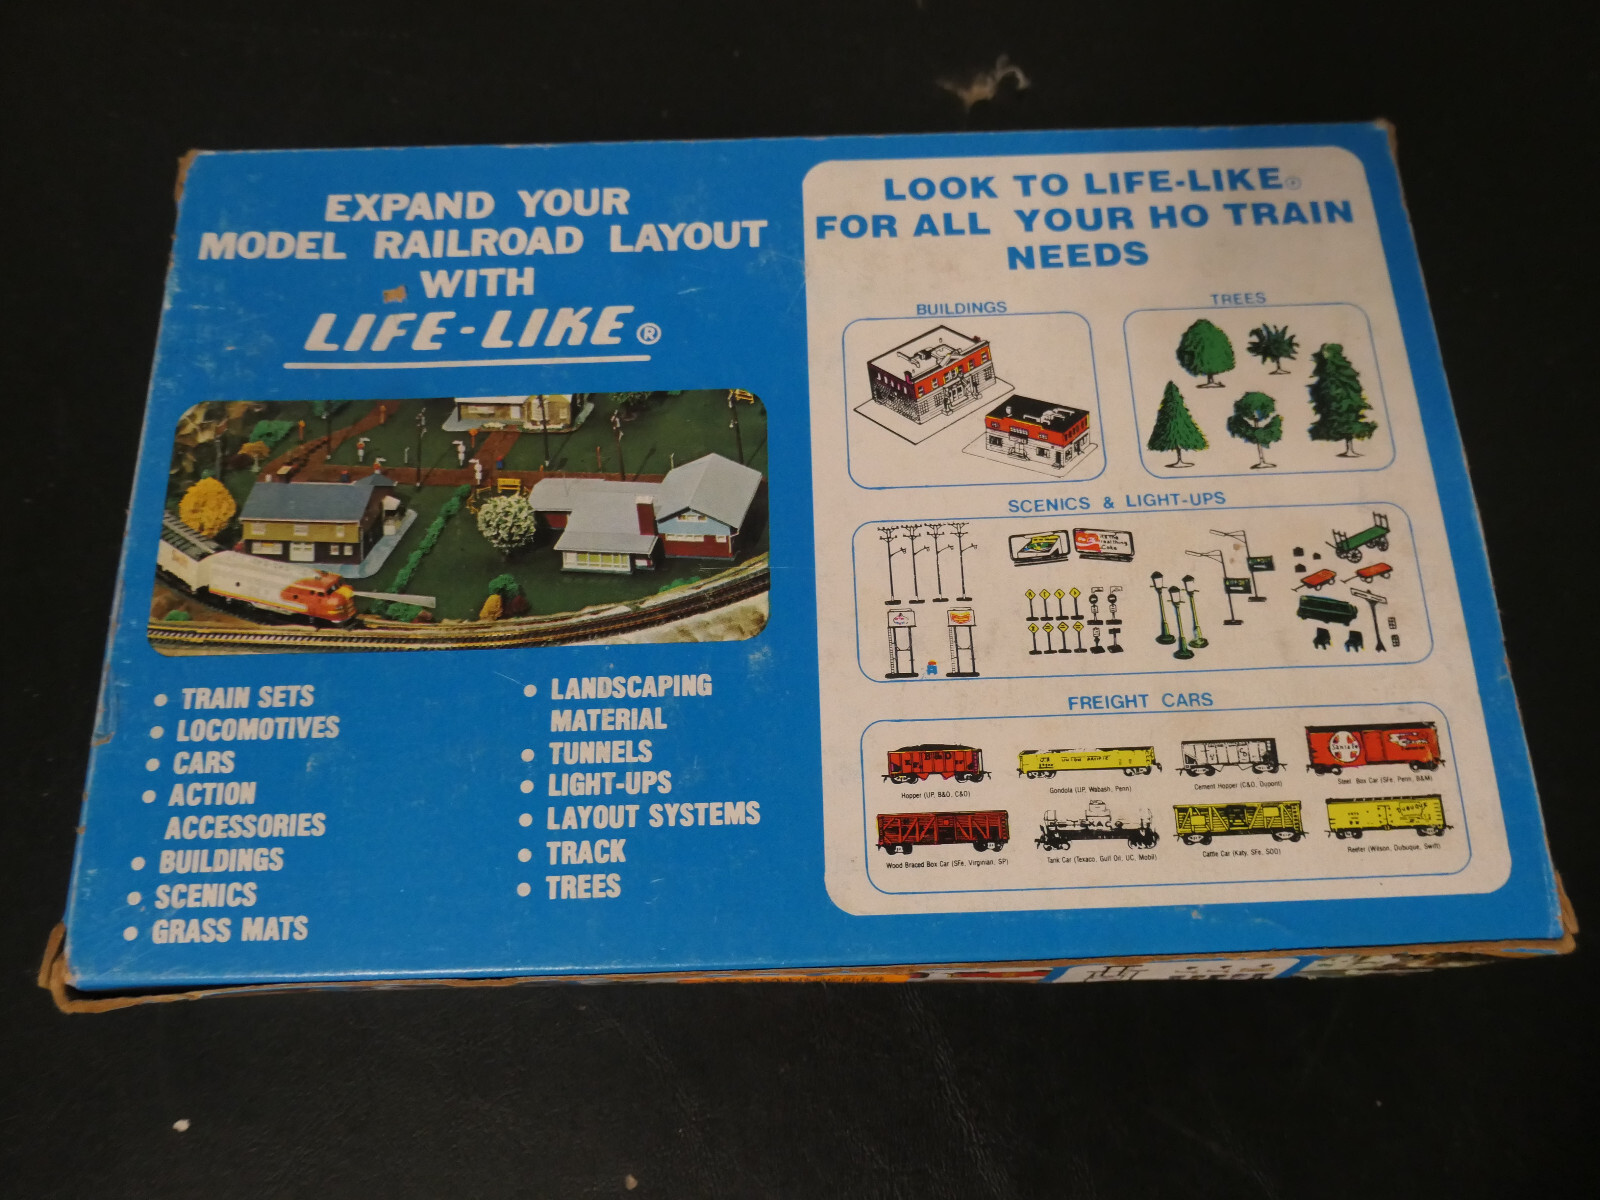 EXPAND YOUR
MODEL RAILROAD LAYOUT
WITH
LIFE-LIKE®
• TRAIN SETS
• LOCOMOTIVES
• CARS
• ACTION
ACCESSORIES
• BUILDINGS
• SCENICS
• GRASS MATS
• LANDSCAPING
MATERIAL
• TUNNELS
• LIGHT-UPS
• LAYOUT SYSTEMS
• TRACK
• TREES
LOOK TO LIFE-LIKE®
FOR ALL YOUR HO TRAIN
NEEDS
BUILDINGS
TREES
SCENICS & LIGHT-UPS
FREIGHT CARS
Santa Fe
Hopper (UP, B&O, C&O)
Gondola (UP, Wabash, Penn)
Cement Hopper (C&O, Dupont)
Steel Box Car (SFe, Penn, B&M)
TEXACO
DUBUQUE
Wood Braced Box Car (SFe, Virginian, SP)
Tank Car (Texaco, Gulf Oil, UC, Mobil)
Cattle Car (Katy, SFe, SOO)
Reefer (Wilson, Dubuque, Swift)